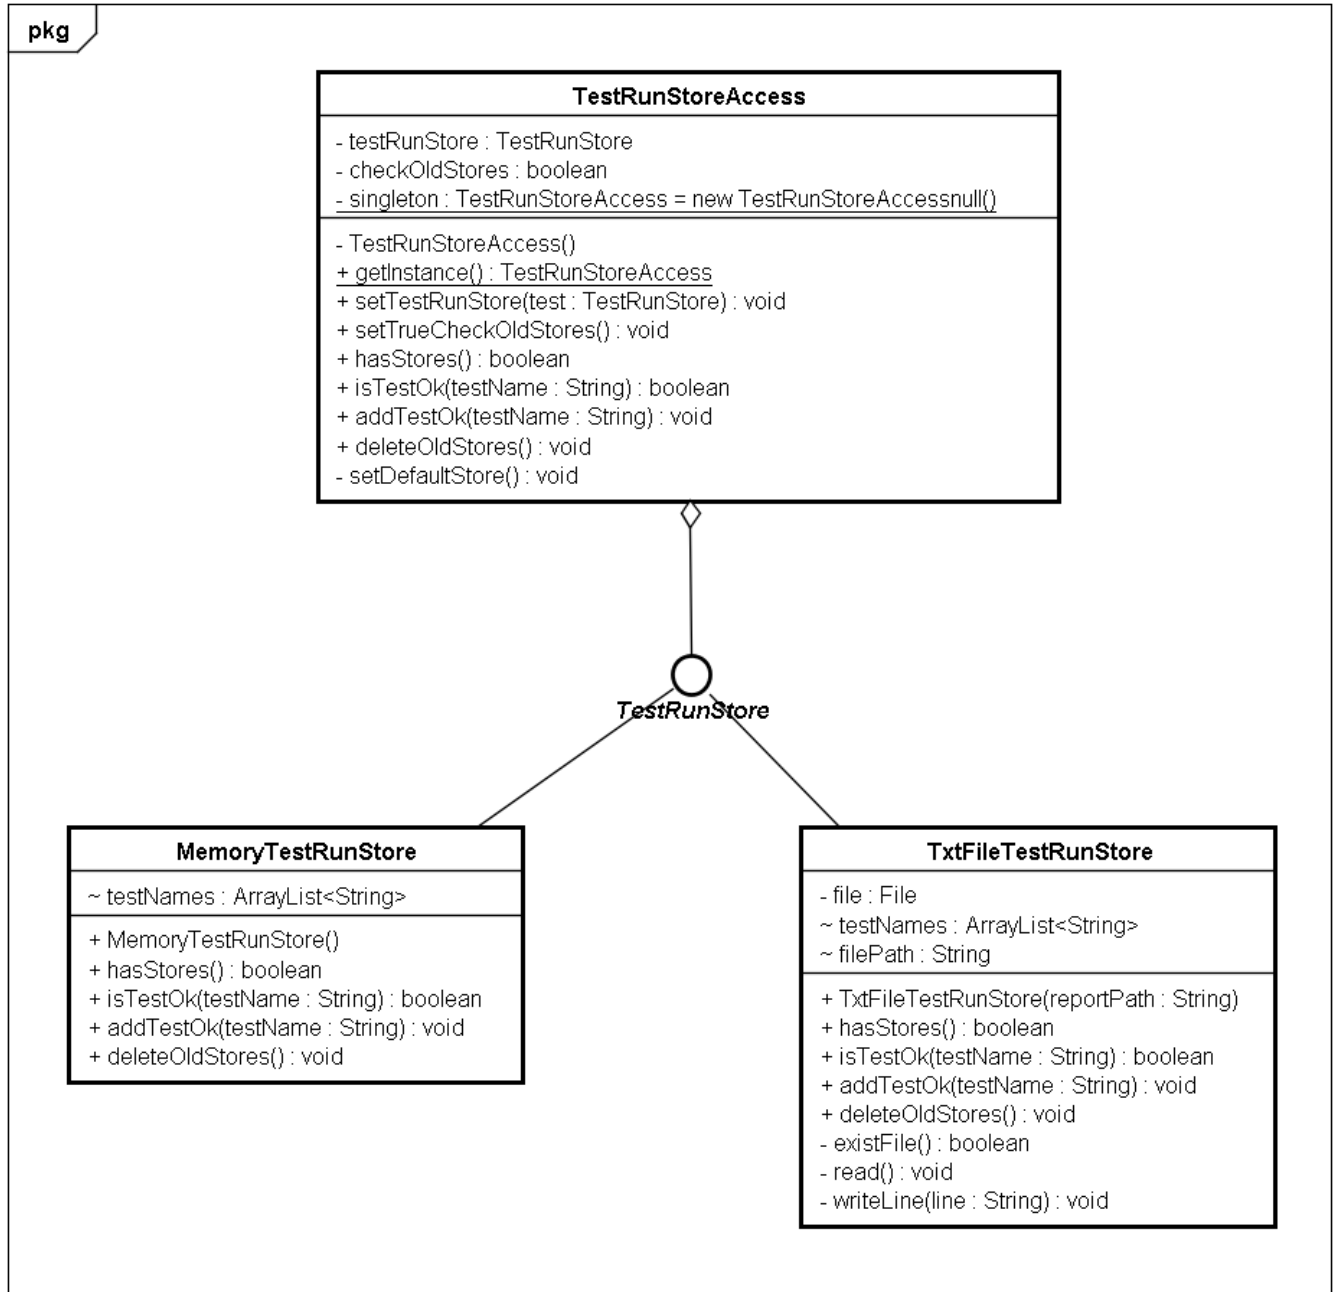 pkg
TestRunStoreAccess
- testRunStore : TestRunStore
- checkOldStores : boolean
- singleton : TestRunStoreAccess = new TestRunStoreAccessnull()
- TestRunStoreAccess()
+ getInstance() : TestRunStoreAccess
+ setTestRunStore(test : TestRunStore) : void
+ setTrueCheckOldStores() : void
+ hasStores() : boolean
+ isTestOk(testName : String) : boolean
+ addTestOk(testName : String) : void
+ deleteOldStores() : void
- setDefaultStore() : void
TestRunStore
MemoryTestRunStore
~ testNames : ArrayList<String>
+ MemoryTestRunStore()
+ hasStores() : boolean
+ isTestOk(testName : String) : boolean
+ addTestOk(testName : String) : void
+ deleteOldStores() : void
TxtFileTestRunStore
- file : File
~ testNames : ArrayList<String>
~ filePath : String
+ TxtFileTestRunStore(reportPath : String)
+ hasStores() : boolean
+ isTestOk(testName : String) : boolean
+ addTestOk(testName : String) : void
+ deleteOldStores() : void
- existFile() : boolean
- read() : void
- writeLine(line : String) : void